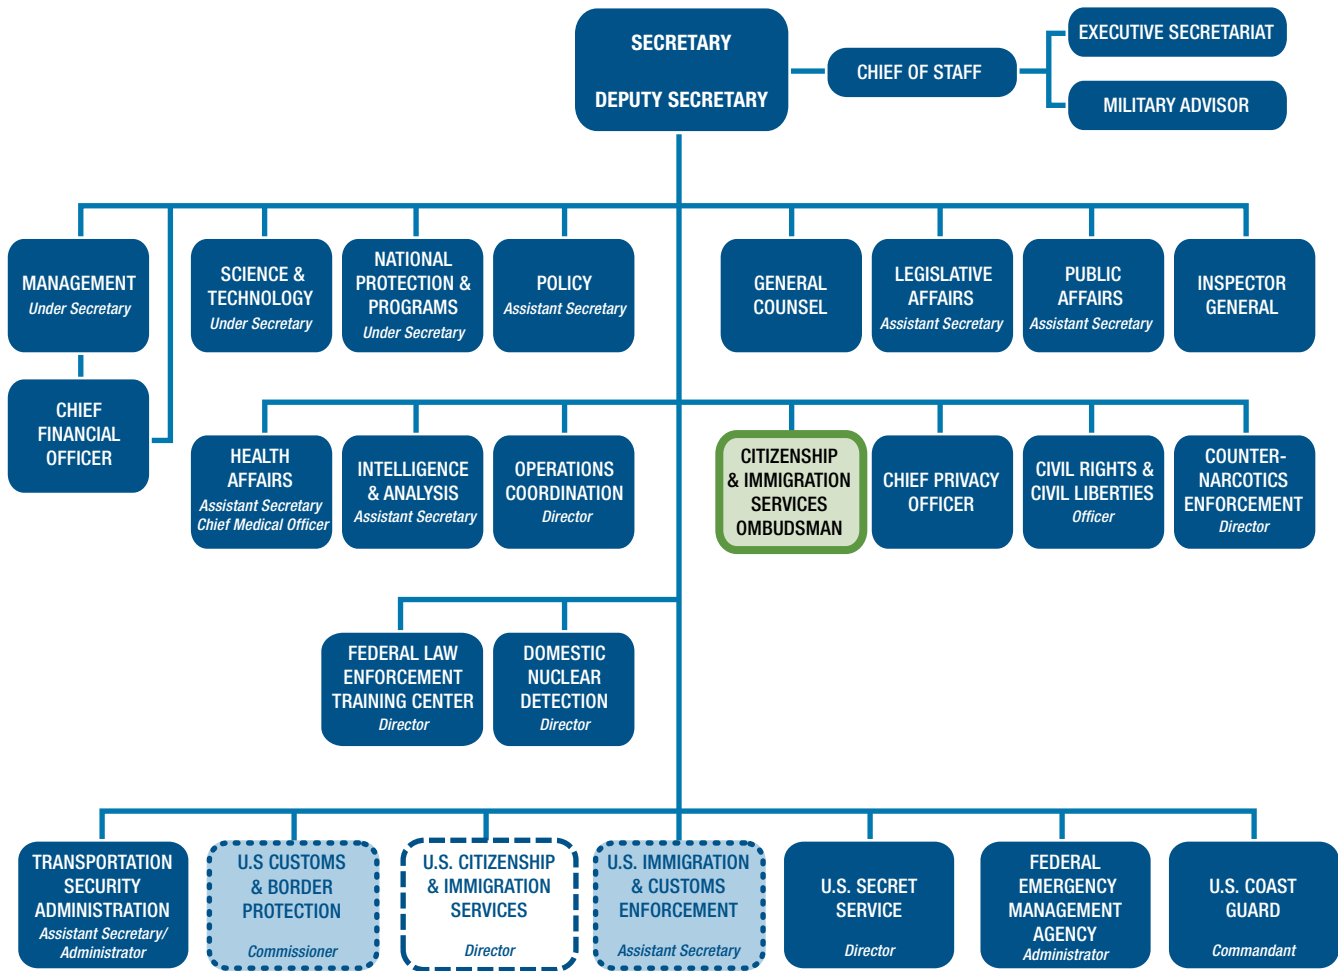 SECRETARY
DEPUTY SECRETARY
CHIEF OF STAFF
EXECUTIVE SECRETARIAT
MILITARY ADVISOR
MANAGEMENT
Under Secretary
SCIENCE &
TECHNOLOGY
Under Secretary
NATIONAL
PROTECTION &
PROGRAMS
Under Secretary
POLICY
Assistant Secretary
GENERAL
COUNSEL
LEGISLATIVE
AFFAIRS
Assistant Secretary
PUBLIC
AFFAIRS
Assistant Secretary
INSPECTOR
GENERAL
CHIEF
FINANCIAL
OFFICER
HEALTH
AFFAIRS
Assistant Secretary
Chief Medical Officer
INTELLIGENCE
& ANALYSIS
Assistant Secretary
OPERATIONS
COORDINATION
Director
CITIZENSHIP
& IMMIGRATION
SERVICES
OMBUDSMAN
CHIEF PRIVACY
OFFICER
CIVIL RIGHTS &
CIVIL LIBERTIES
Officer
COUNTER-
NARCOTICS
ENFORCEMENT
Director
FEDERAL LAW
ENFORCEMENT
TRAINING CENTER
Director
DOMESTIC
NUCLEAR
DETECTION
Director
TRANSPORTATION
SECURITY
ADMINISTRATION
Assistant Secretary/
Administrator
U.S CUSTOMS
& BORDER
PROTECTION
Commissioner
U.S. CITIZENSHIP
& IMMIGRATION
SERVICES
Director
U.S. IMMIGRATION
& CUSTOMS
ENFORCEMENT
Assistant Secretary
U.S. SECRET
SERVICE
Director
FEDERAL
EMERGENCY
MANAGEMENT
AGENCY
Administrator
U.S. COAST
GUARD
Commandant